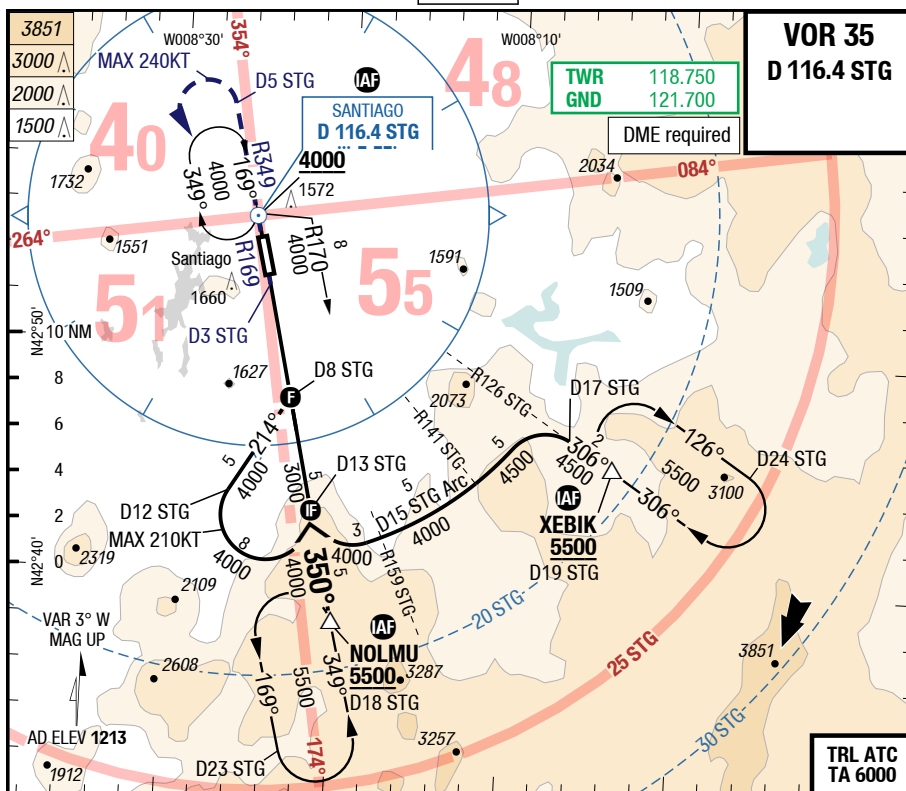 VOR 35
D 116.4 STG
3851
3000
2000
1500
W008°30'
W008°10'
354°
MAX 240KT
D5 STG
IAF
SANTIAGO
D 116.4 STG
TWR 118.750
GND 121.700
DME required
40
48
51
55
4000
R349
169°
4000
349°
1732
1572
2034
084°
264°
1551
R169
R170
8
4000
Santiago
1660
1591
1509
D3 STG
N42°50'
10 NM
8
6
4
2
0
N42°40'
1627
F
D8 STG
R126 STG
2073
R141 STG
D17 STG
214°
5
4000
3000
5
D13 STG
IF
D12 STG
MAX 210KT
8
4000
3
4000
5
D15 STG Arc
4000
5
4500
306°
2
4500
126°
5500
D24 STG
3100
306°
IAF
XEBIK
5500
D19 STG
2319
2109
350°
4000
5
R159 STG
20 STG
VAR 3° W
MAG UP
IAF
NOLMU
5500
D18 STG
3287
3851
2608
169°
5500
349°
25 STG
AD ELEV 1213
D23 STG
174°
3257
30 STG
1912
TRL ATC
TA 6000